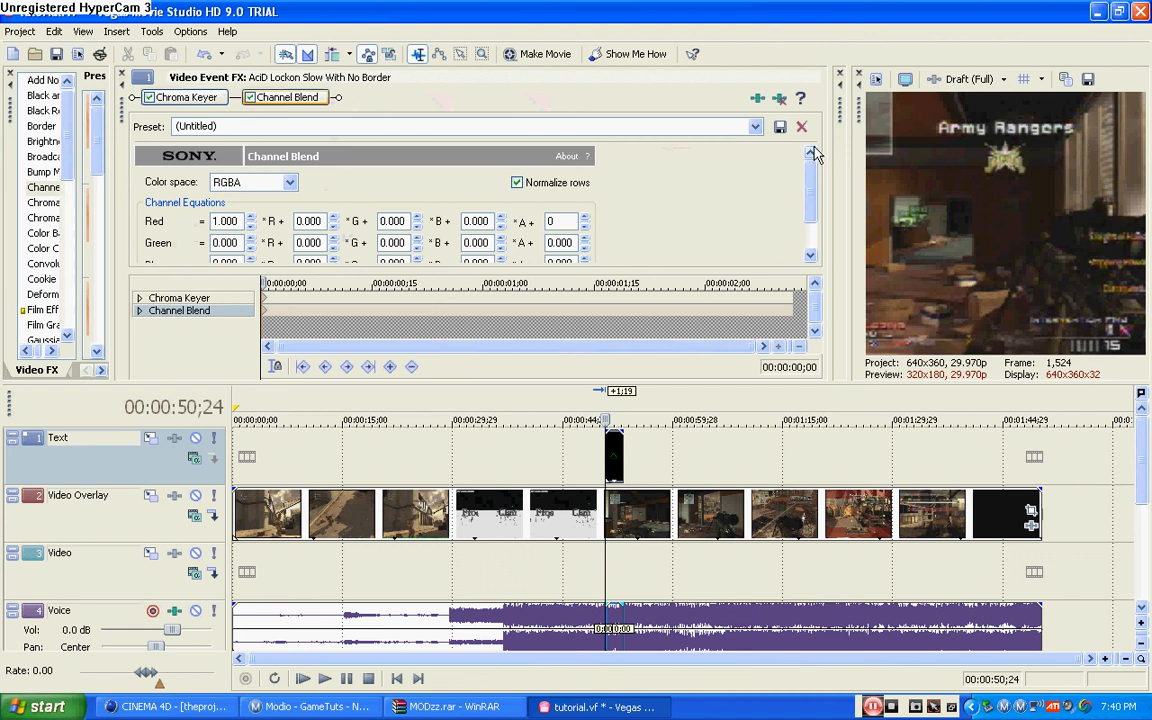 Unregistered HyperCam 3
Vegas Movie Studio HD 9.0 TRIAL
Project Edit View Insert Tools Options Help
Make Movie Show Me How
Add No
Black an
Black R
Border
Brightne
Broadca
Bump M
Channe
Chroma
Chroma
Color B
Color C
Convolu
Cookie
Deform
Film Eff
Film Gra
Gaussia
Pres
Video FX
1 Video Event FX: AciD Lockon Slow With No Border
Chroma Keyer Channel Blend
Preset: (Untitled)
SONY. Channel Blend About ?
Color space: RGBA Normalize rows
Channel Equations
Red = 1.000 * R + 0.000 * G + 0.000 * B + 0.000 * A + 0
Green = 0.000 * R + 0.000 * G + 0.000 * B + 0.000 * A + 0.000
0:00:00;00 00:00:00;15 00:00:01;00 00:00:01;15 00:00:02;00
Chroma Keyer
Channel Blend
00:00:00;00
Draft (Full)
Army Rangers
15
Project: 640x360, 29.970p Frame: 1,524
Preview: 320x180, 29.970p Display: 640x360x32
+1;19
00:00:50;24
00:00:00;00 00:00:15;00 00:00:29;29 00:00:44; 00:00:59;28 00:01:15;00 00:01:29;29 00:01:44;29 00:0
1 Text
2 Video Overlay
3 Video
4 Voice
Vol: 0.0 dB
Pan: Center
Rate: 0.00
00:00:50;24
start CINEMA 4D - [theproj... Modio - GameTuts - N... MODzz.rar - WinRAR tutorial.vf * - Vegas ... 7:40 PM